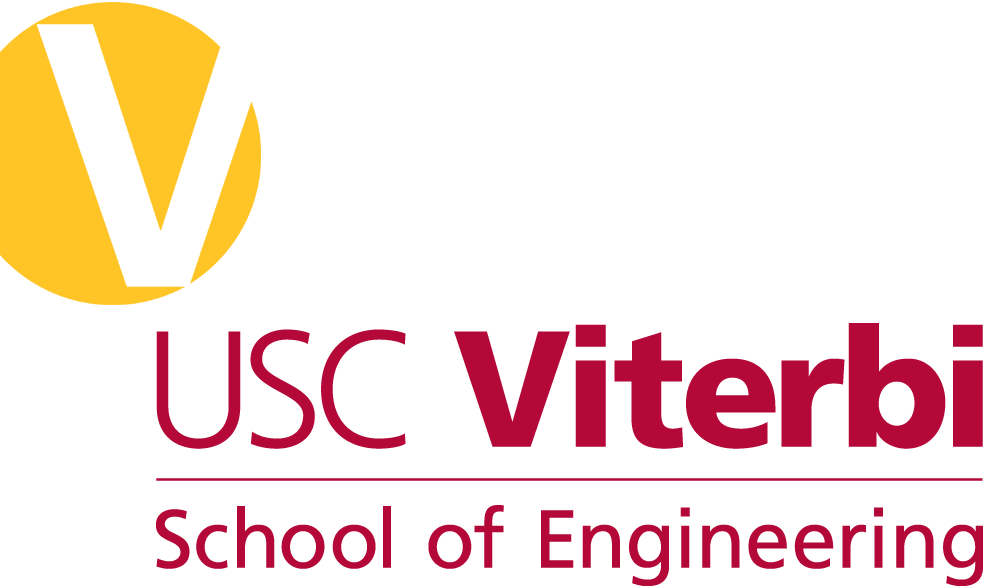 V
USC Viterbi
School of Engineering